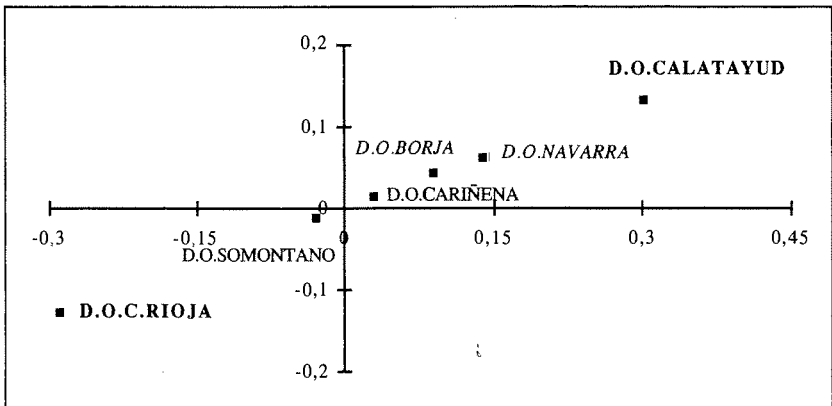 0,2
D.O.CALATAYUD
0,1
D.O.BORJA
D.O.NAVARRA
D.O.CARIÑENA
0
-0,3
-0,15
0
0,15
0,3
0,45
D.O.SOMONTANO
-0,1
D.O.C.RIOJA
-0,2